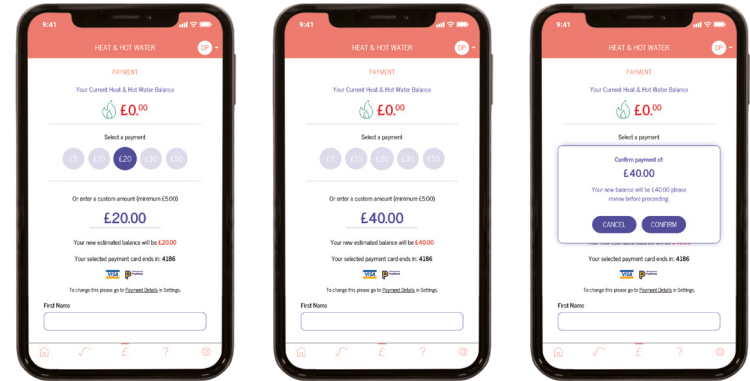 9:41
HEAT & HOT WATER
DP
PAYMENT
Your Current Heat & Hot Water Balance
£0.00
Select a payment
£5 £10 £20 £30 £50
Or enter a custom amount (minimum £5.00)
£20.00
Your new estimated balance will be £20.00
Your selected payment card ends in: 4186
VISA
To change this please go to Payment Details in Settings.
First Name
£
?
9:41
HEAT & HOT WATER
DP
PAYMENT
Your Current Heat & Hot Water Balance
£0.00
Select a payment
£5 £10 £20 £30 £50
Or enter a custom amount (minimum £5.00)
£40.00
Your new estimated balance will be £40.00
Your selected payment card ends in: 4186
VISA
To change this please go to Payment Details in Settings.
First Name
£
?
9:41
HEAT & HOT WATER
DP
PAYMENT
Your Current Heat & Hot Water Balance
£0.00
Select a payment
Confirm payment of:
£40.00
Your new balance will be £40.00 please
review before proceeding.
CANCEL CONFIRM
Your selected payment card ends in: 4186
VISA
To change this please go to Payment Details in Settings.
First Name
£
?